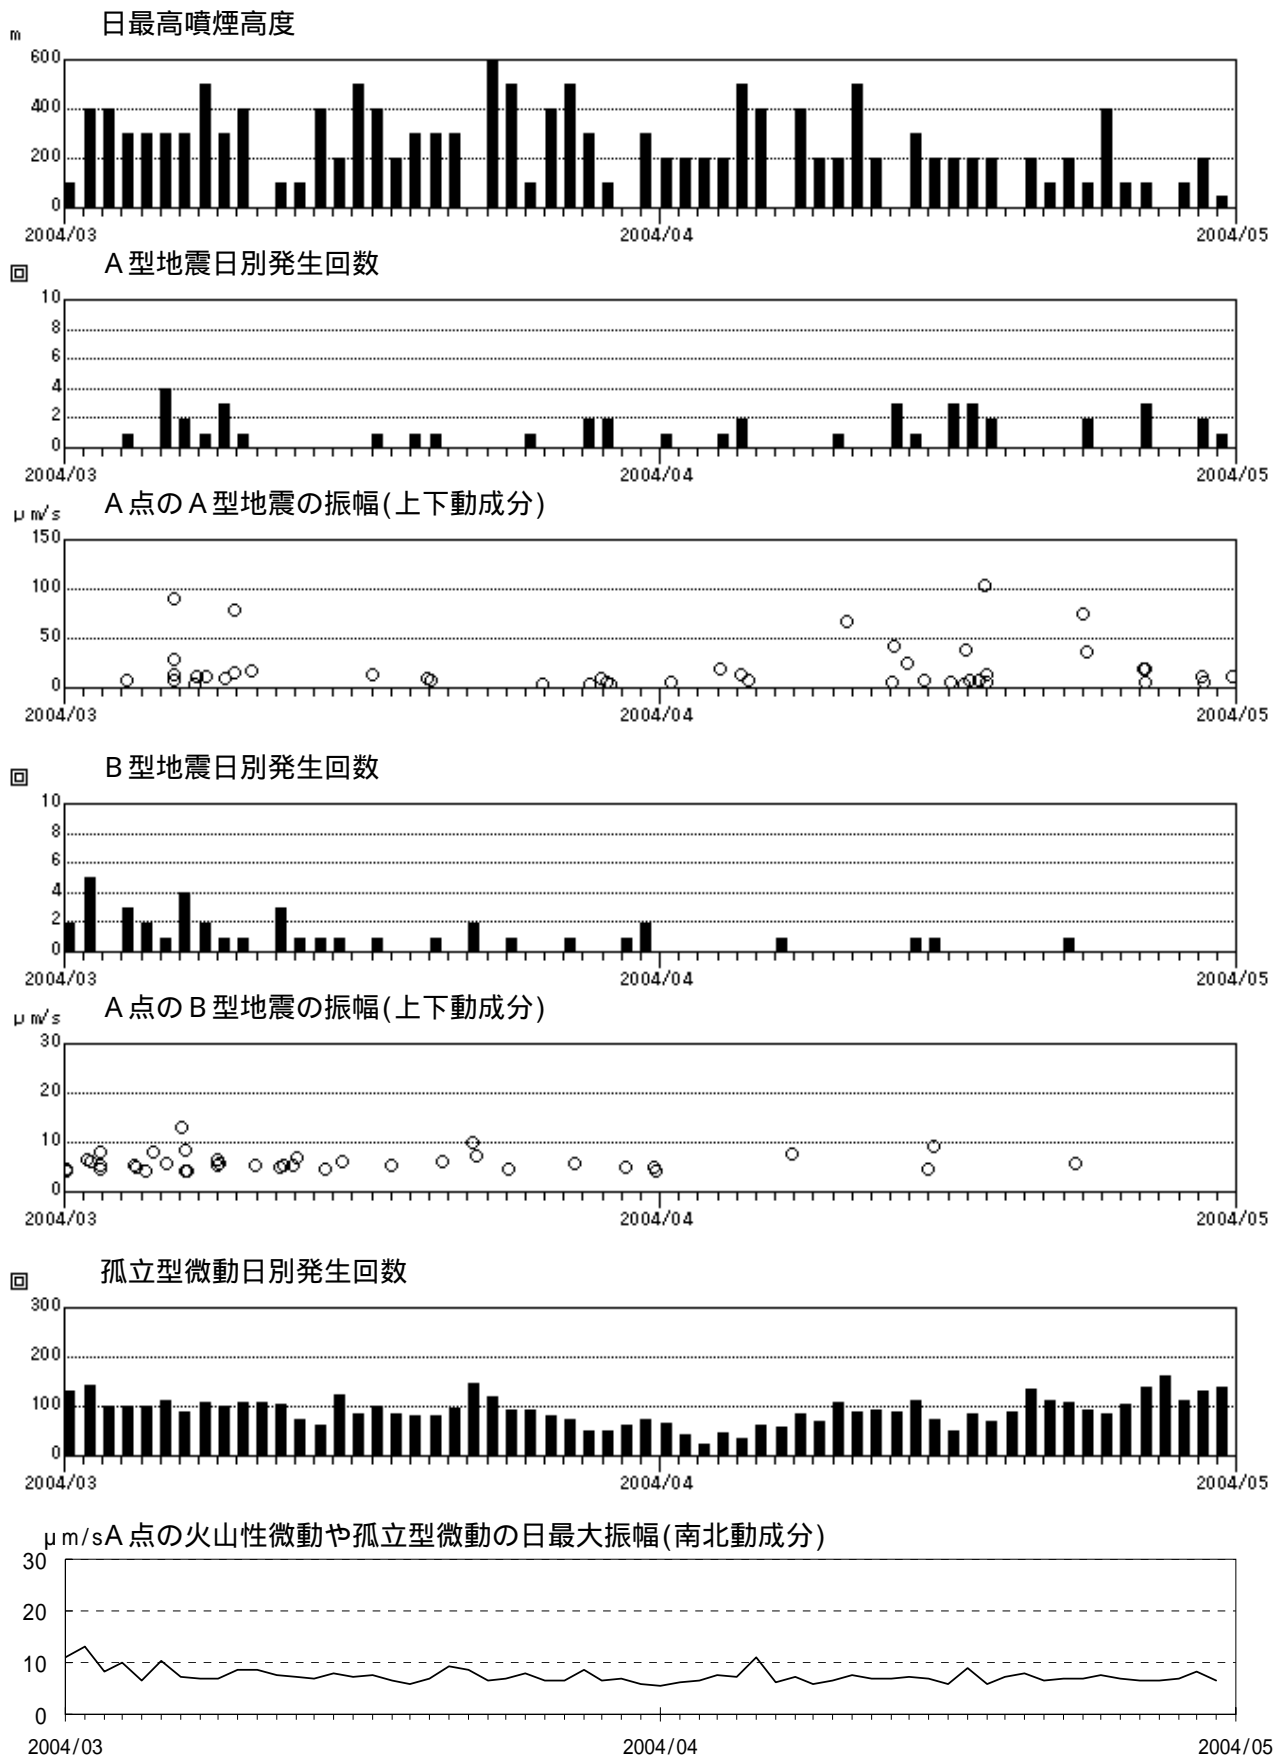 日最高噴煙高度
m
600
400
200
0
2004/03 2004/04 2004/05
A型地震日別発生回数
回
10
8
6
4
2
0
2004/03 2004/04 2004/05
A点のA型地震の振幅(上下動成分)
μm/s
150
100
50
0
2004/03 2004/04 2004/05
B型地震日別発生回数
回
10
8
6
4
2
0
2004/03 2004/04 2004/05
A点のB型地震の振幅(上下動成分)
μm/s
30
20
10
0
2004/03 2004/04 2004/05
孤立型微動日別発生回数
回
300
200
100
0
2004/03 2004/04 2004/05
μm/sA点の火山性微動や孤立型微動の日最大振幅(南北動成分)
30
20
10
0
2004/03 2004/04 2004/05